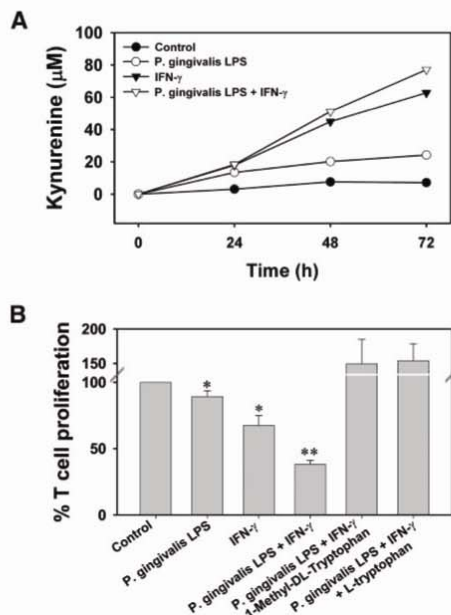 A
Control
P. gingivalis LPS
IFN-γ
P. gingivalis LPS + IFN-γ
Kynurenine (μM)
100
80
60
40
20
0
0 24 48 72
Time (h)
B
% T cell proliferation
200
150
100
50
0
*
*
**
Control
P. gingivalis LPS
IFN-γ
P. gingivalis LPS + IFN-γ
P. gingivalis LPS + IFN-γ
1-Methyl-DL-Tryptophan
P. gingivalis LPS + IFN-γ
+ L-tryptophan